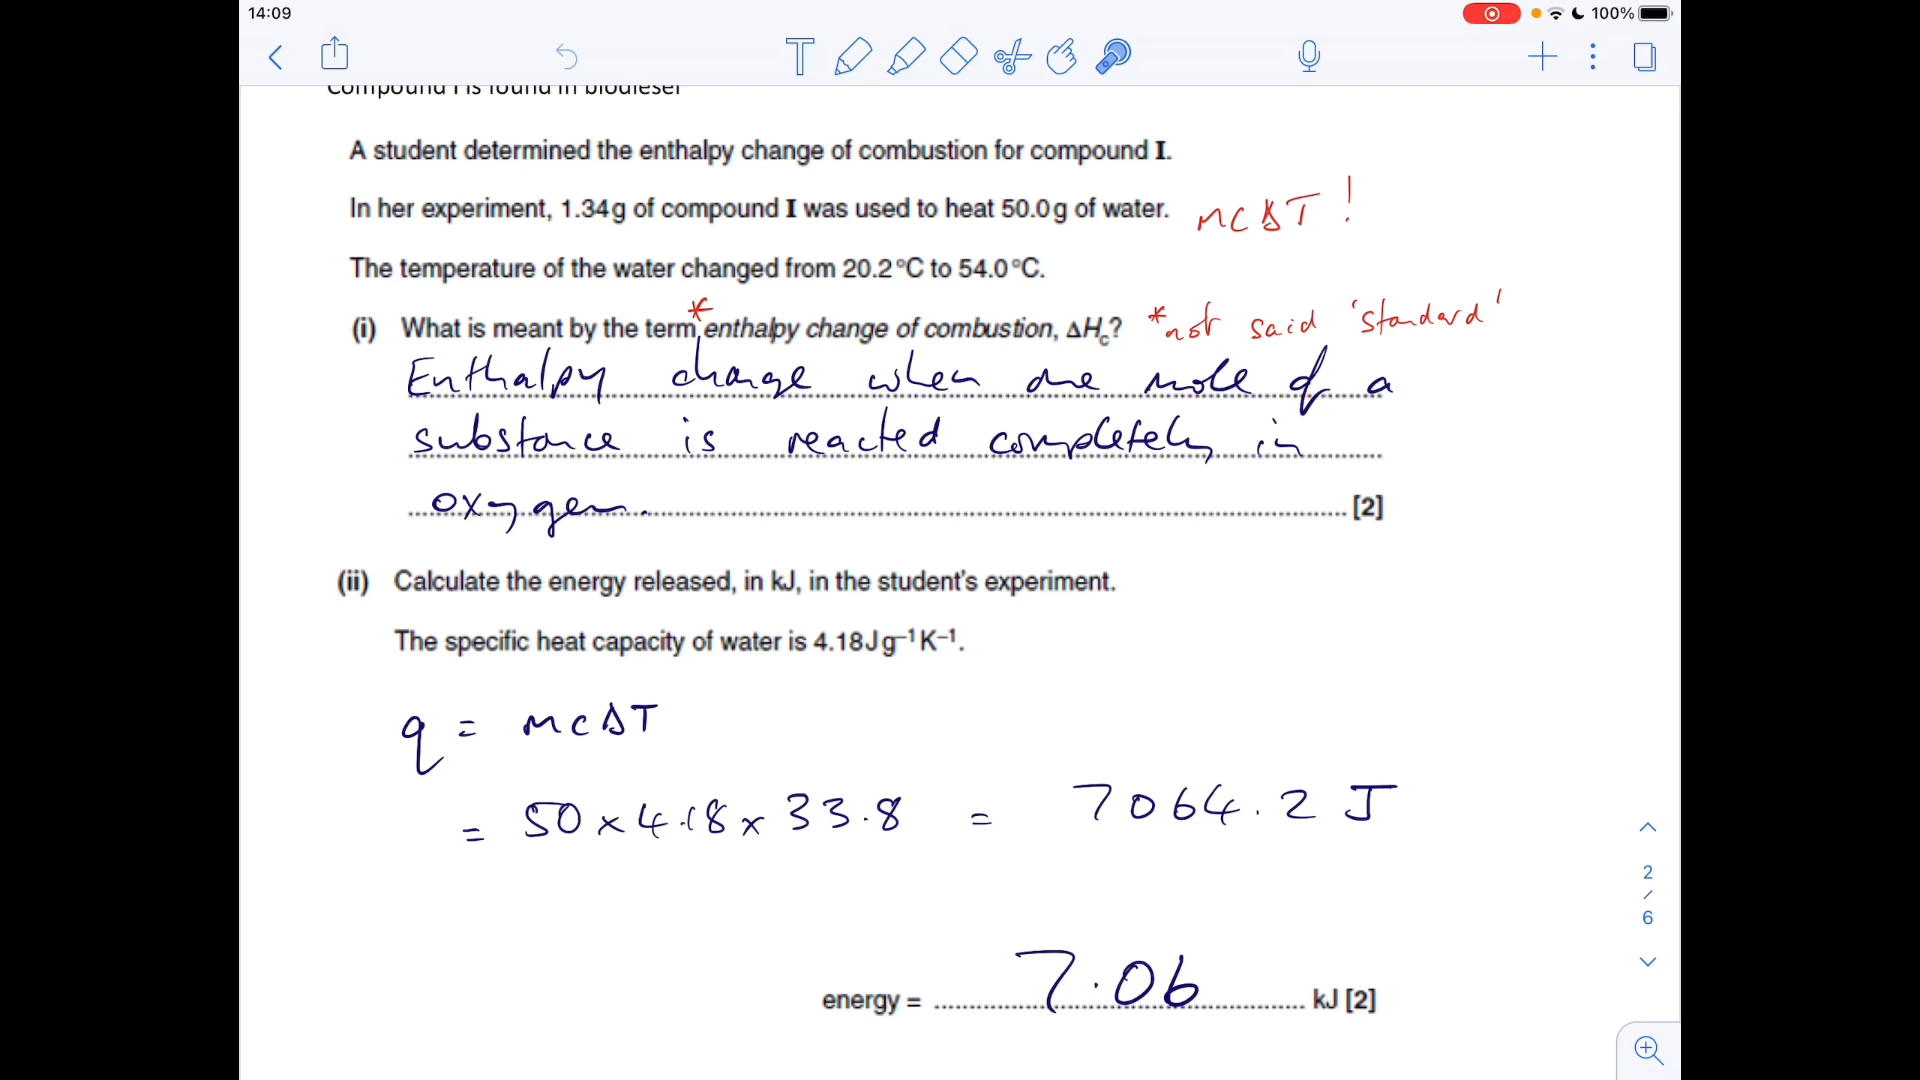 14:09
100%
T
Compound I is found in biodiesel
A student determined the enthalpy change of combustion for compound I.
In her experiment, 1.34g of compound I was used to heat 50.0g of water. mcΔT!
The temperature of the water changed from 20.2°C to 54.0°C.
(i) What is meant by the term, *enthalpy change of combustion, ΔHc? *not said 'standard'
Enthalpy change when one mole of a
substance is reacted completely in
oxygen. [2]
(ii) Calculate the energy released, in kJ, in the student's experiment.
The specific heat capacity of water is 4.18Jg⁻¹K⁻¹.
q = mcΔT
= 50 x 4.18 x 33.8 = 7064.2 J
2
/
6
energy = 7.06 kJ [2]